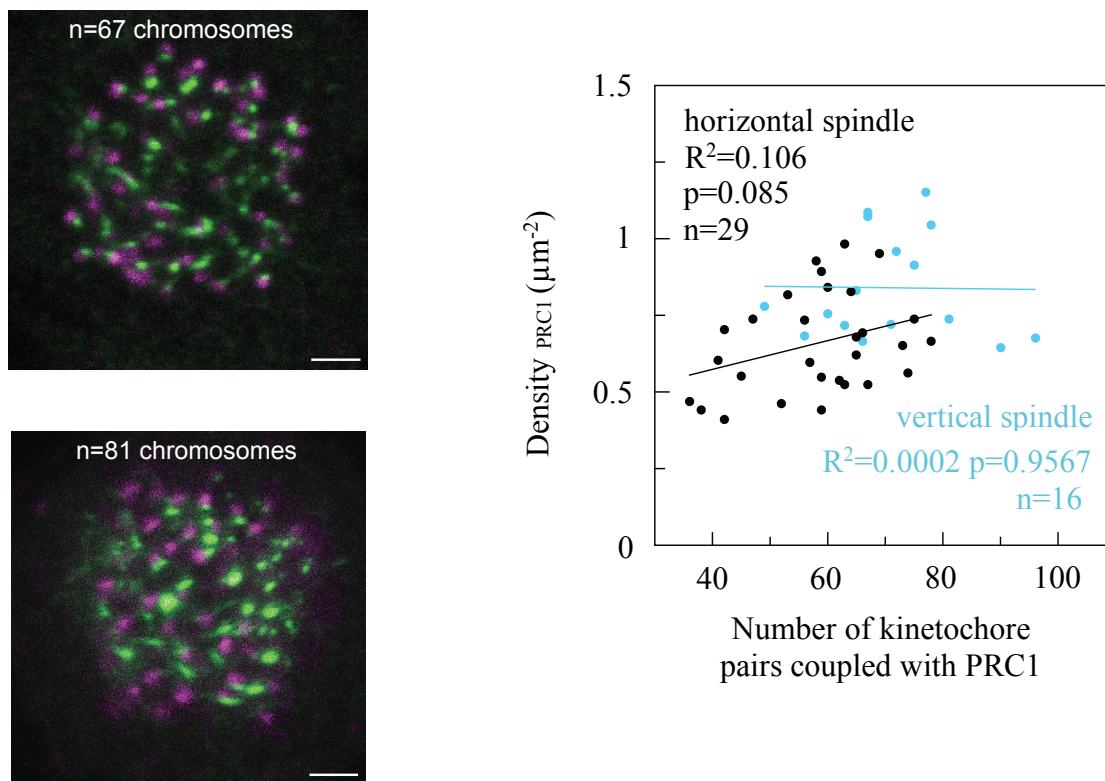 n=67 chromosomes
n=81 chromosomes
1.5
1
0.5
0
Density PRC1 (µm-2)
horizontal spindle
R2=0.106
p=0.085
n=29
vertical spindle
R2=0.0002 p=0.9567
n=16
40 60 80 100
Number of kinetochore
pairs coupled with PRC1